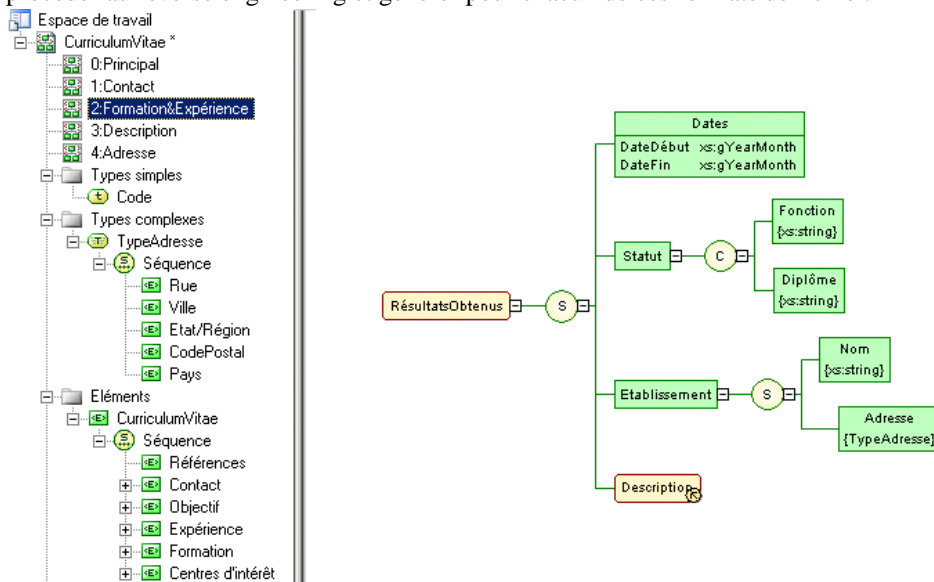 Espace de travail
CurriculumVitae *
0:Principal
1:Contact
2:Formation&Expérience
3:Description
4:Adresse
Types simples
Code
Types complexes
TypeAdresse
Séquence
Rue
Ville
Etat/Région
CodePostal
Pays
Eléments
CurriculumVitae
Séquence
Références
Contact
Objectif
Expérience
Formation
Centres d'intérêt
Dates
DateDébut xs:gYearMonth
DateFin xs:gYearMonth
Fonction
{xs:string}
Statut
C
Diplôme
{xs:string}
RésultatsObtenus
S
Nom
{xs:string}
Etablissement
S
Adresse
{TypeAdresse}
Description